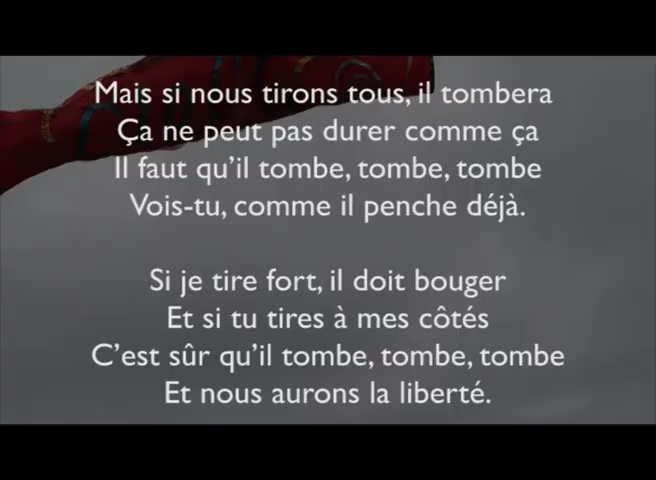 Mais si nous tirons tous, il tombera
Ça ne peut pas durer comme ça
Il faut qu'il tombe, tombe, tombe
Vois-tu, comme il penche déjà.
Si je tire fort, il doit bouger
Et si tu tires à mes côtés
C'est sûr qu'il tombe, tombe, tombe
Et nous aurons la liberté.